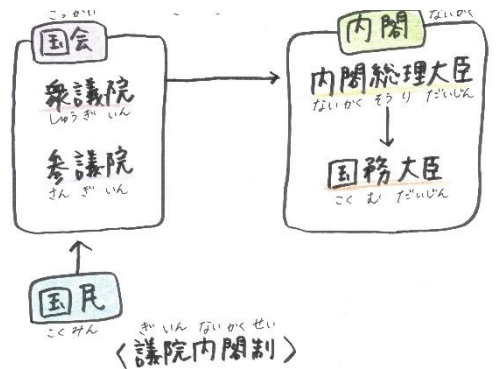 こっかい
国会
衆議院
しゅうぎいん
参議院
さんぎいん
国民
こくみん
ないかく
内閣
内閣総理大臣
ないかくそうりだいじん
国務大臣
こくむだいじん
ぎいんないかくせい
〈議院内閣制〉